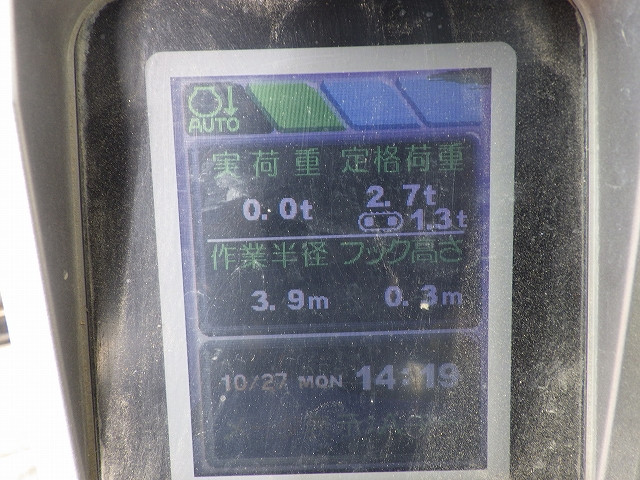 AUTO
実荷重 定格荷重
0.0t 2.7t
1.3t
作業半径 フック高さ
3.9m 0.3m
10/27 MON 14:19